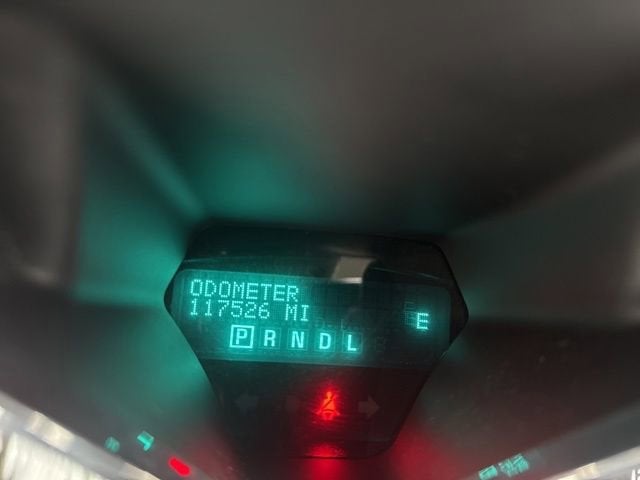 ODOMETER
117526 MI
E
P R N D L